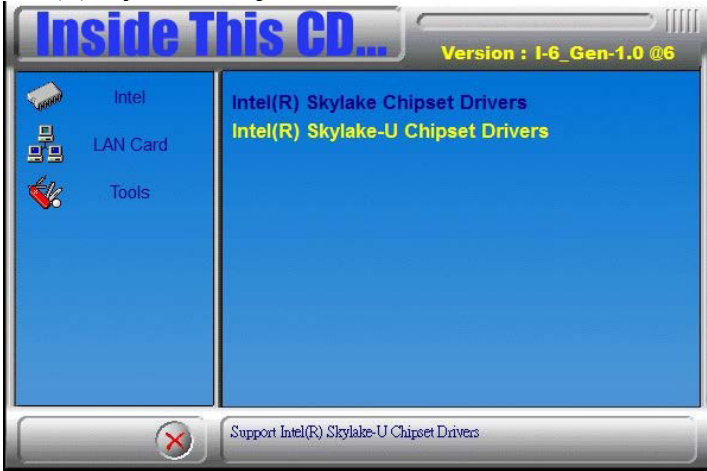 Inside This CD...
Version : I-6_Gen-1.0 @6
Intel
LAN Card
Tools
Intel(R) Skylake Chipset Drivers
Intel(R) Skylake-U Chipset Drivers
Support Intel(R) Skylake-U Chipset Drivers